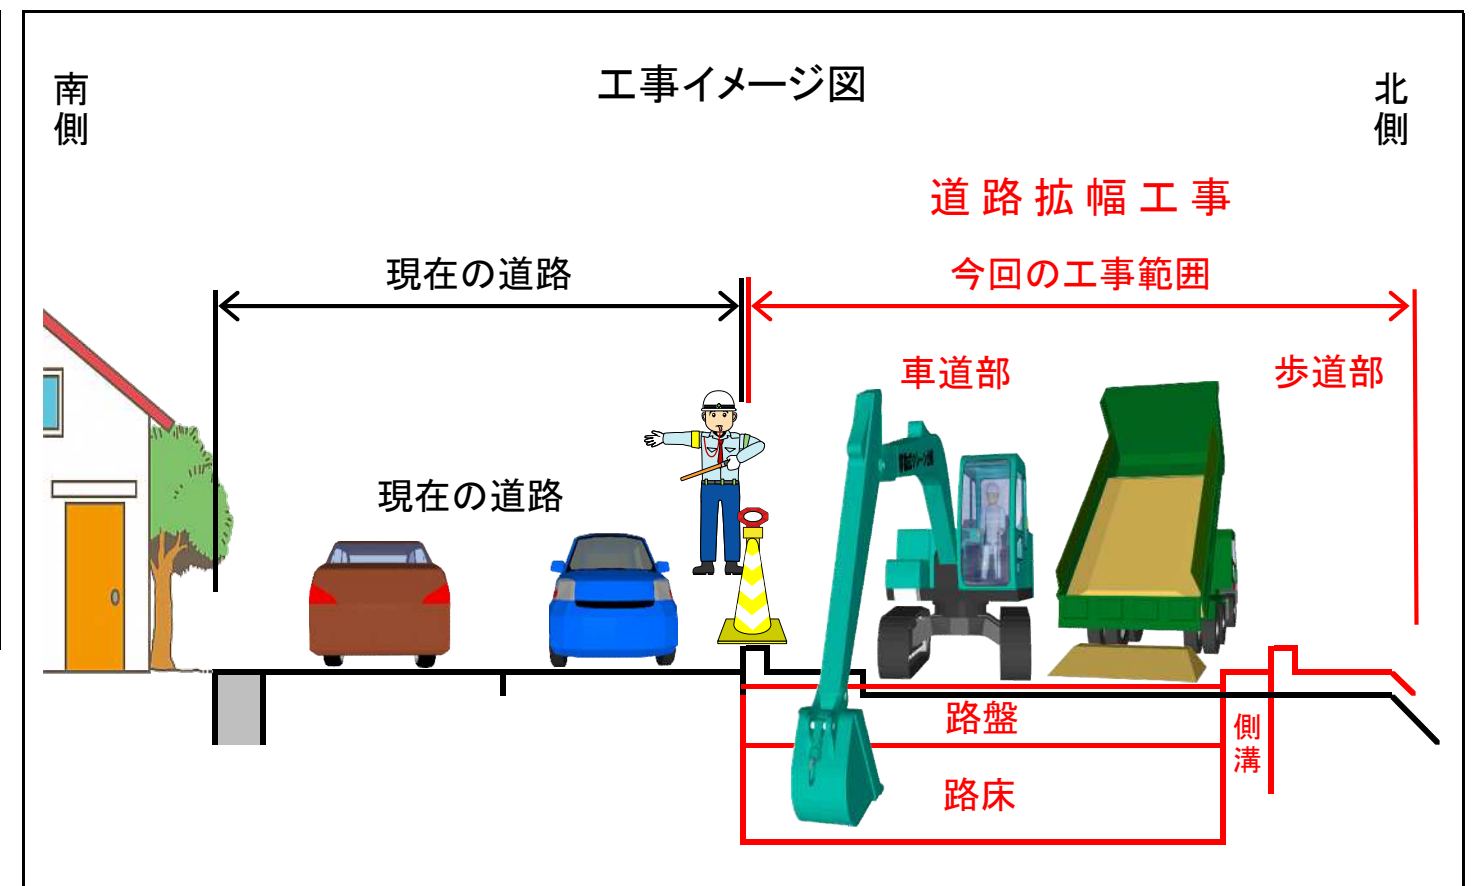 工事イメージ図
南側
北側
道路拡幅工事
現在の道路
今回の工事範囲
車道部
歩道部
現在の道路
路盤
側溝
路床